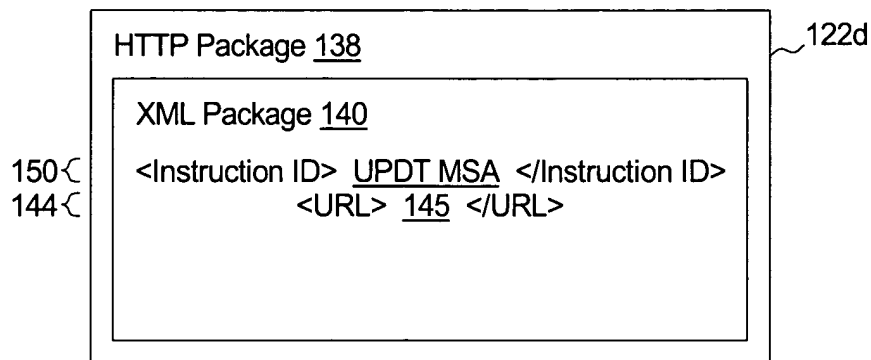 HTTP Package 138
122d
XML Package 140
150{ <Instruction ID> UPDT MSA </Instruction ID>
144{ <URL> 145 </URL>